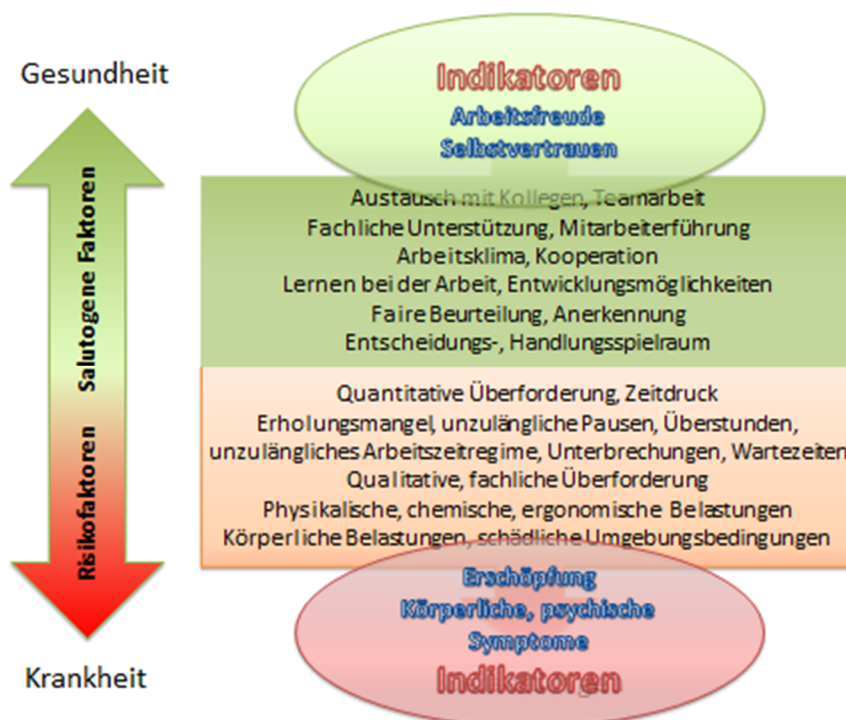 Gesundheit
Indikatoren
Arbeitsfreude
Selbstvertrauen
Salutogene Faktoren
Austausch mit Kollegen, Teamarbeit
Fachliche Unterstützung, Mitarbeiterführung
Arbeitsklima, Kooperation
Lernen bei der Arbeit, Entwicklungsmöglichkeiten
Faire Beurteilung, Anerkennung
Entscheidungs-, Handlungsspielraum
Risikofaktoren
Quantitative Überforderung, Zeitdruck
Erholungsmangel, unzulängliche Pausen, Überstunden,
unzulängliches Arbeitszeitregime, Unterbrechungen, Wartezeiten
Qualitative, fachliche Überforderung
Physikalische, chemische, ergonomische Belastungen
Körperliche Belastungen, schädliche Umgebungsbedingungen
Erschöpfung
Körperliche, psychische
Symptome
Indikatoren
Krankheit